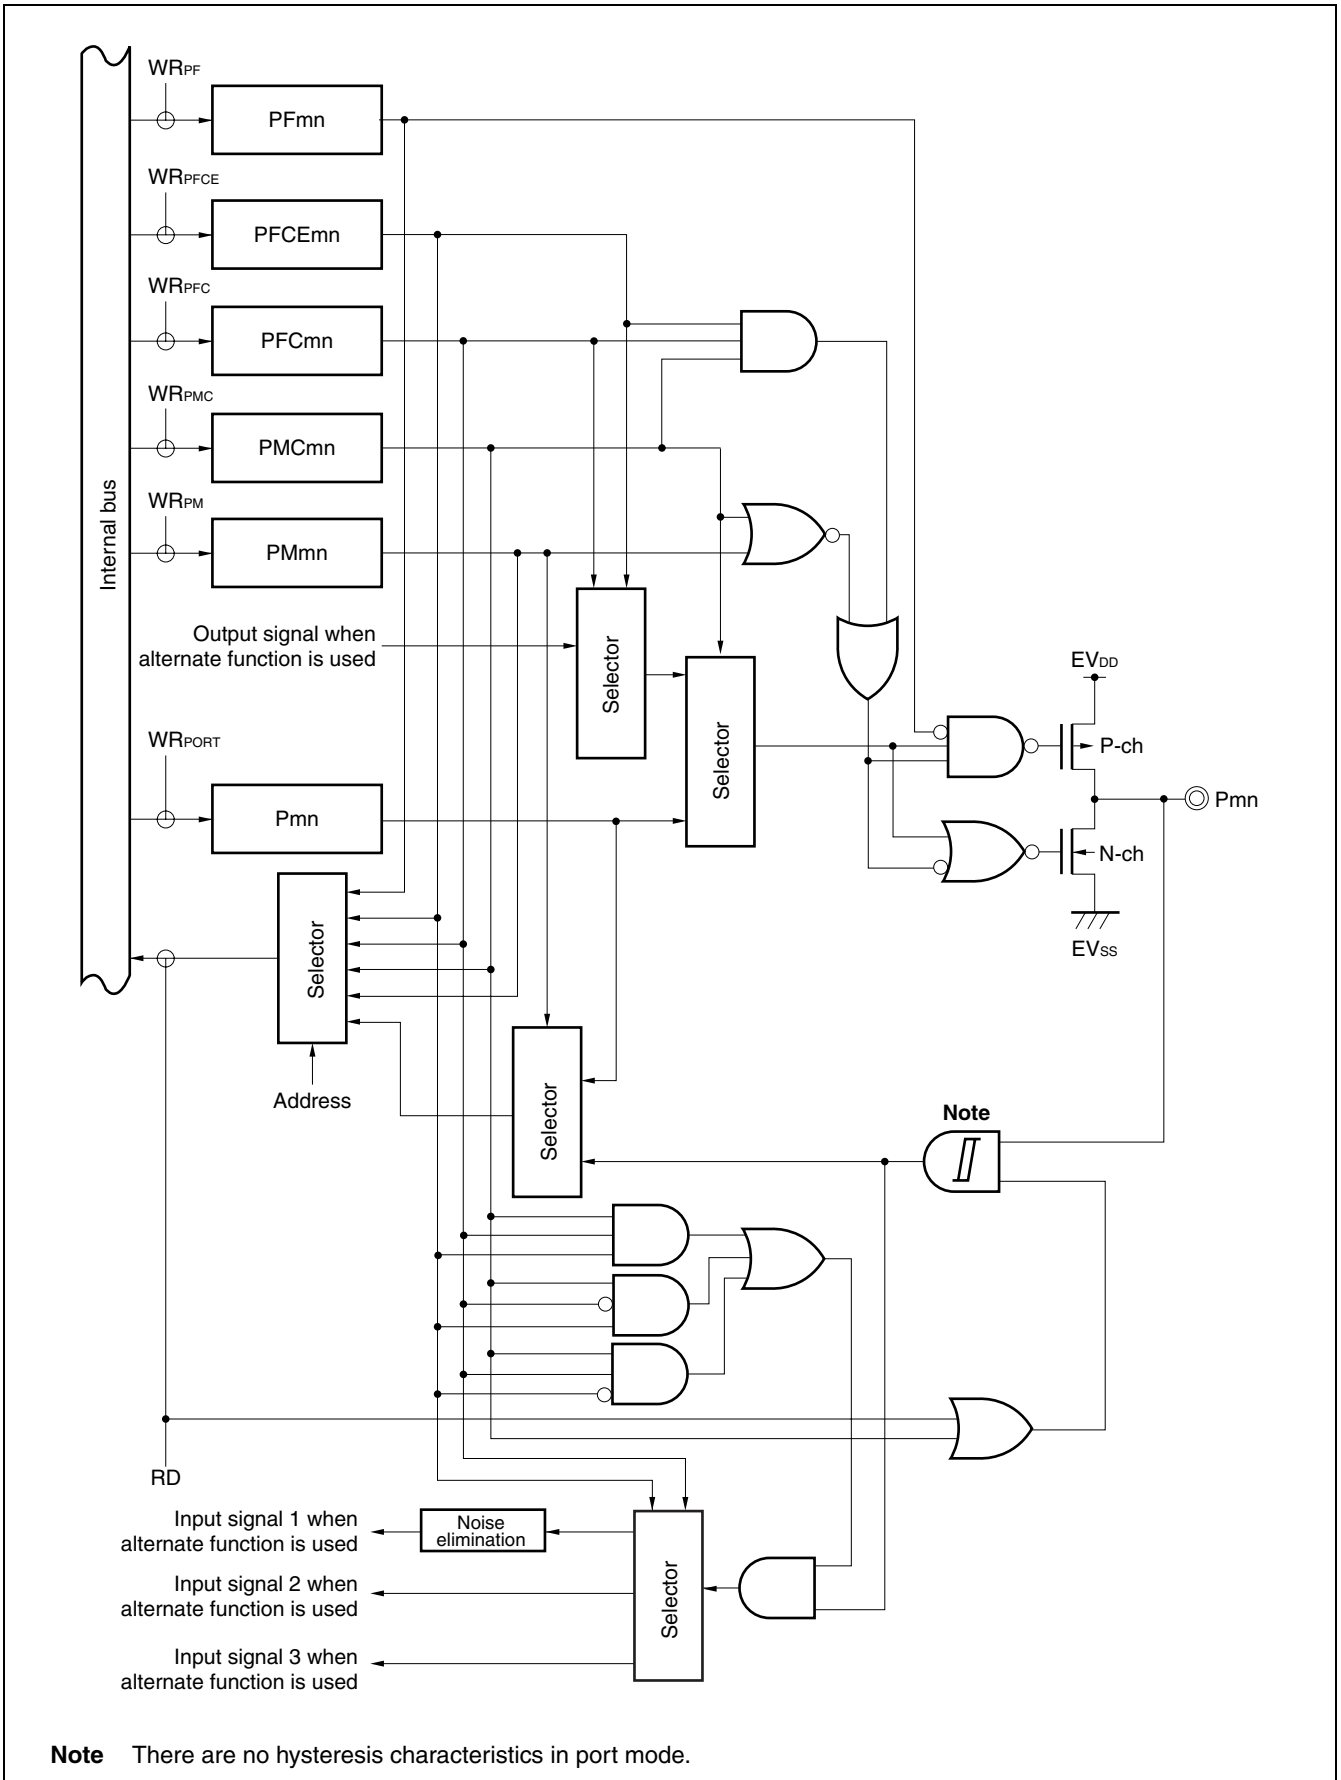 WRPF
PFmn
WRPFCE
PFCEmn
WRPFC
PFCmn
WRPMC
PMCmn
WRPM
PMmn
Internal bus
Output signal when
alternate function is used
Selector
Selector
EVDD
P-ch
WRPORT
Pmn
Pmn
N-ch
EVSS
Selector
Address
Selector
Note
RD
Input signal 1 when
alternate function is used
Noise
elimination
Input signal 2 when
alternate function is used
Selector
Input signal 3 when
alternate function is used
Note There are no hysteresis characteristics in port mode.